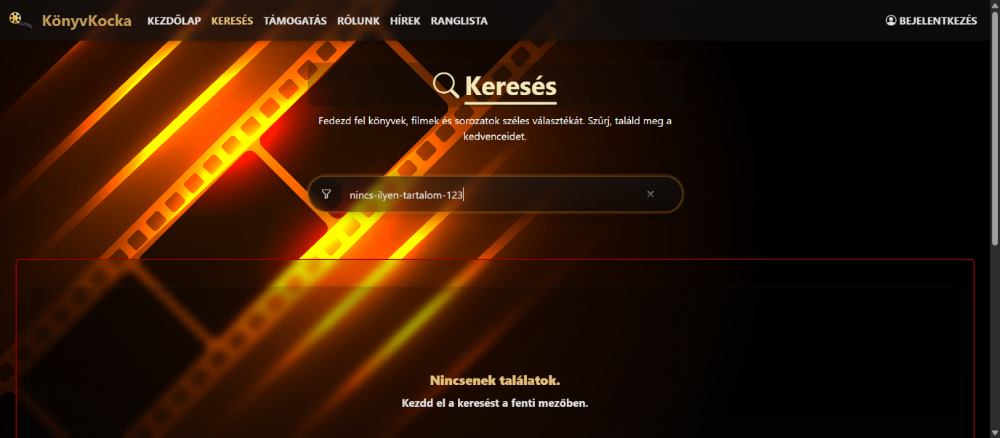 KönyvKocka KEZDŐLAP KERESÉS TÁMOGATÁS RÓLUNK HÍREK RANGLISTA BEJELENTKEZÉS
Keresés
Fedezd fel könyvek, filmek és sorozatok széles választékát. Szűrj, találd meg a
kedvenceidet.
nincs-ilyen-tartalom-123
Nincsenek találatok.
Kezdd el a keresést a fenti mezőben.